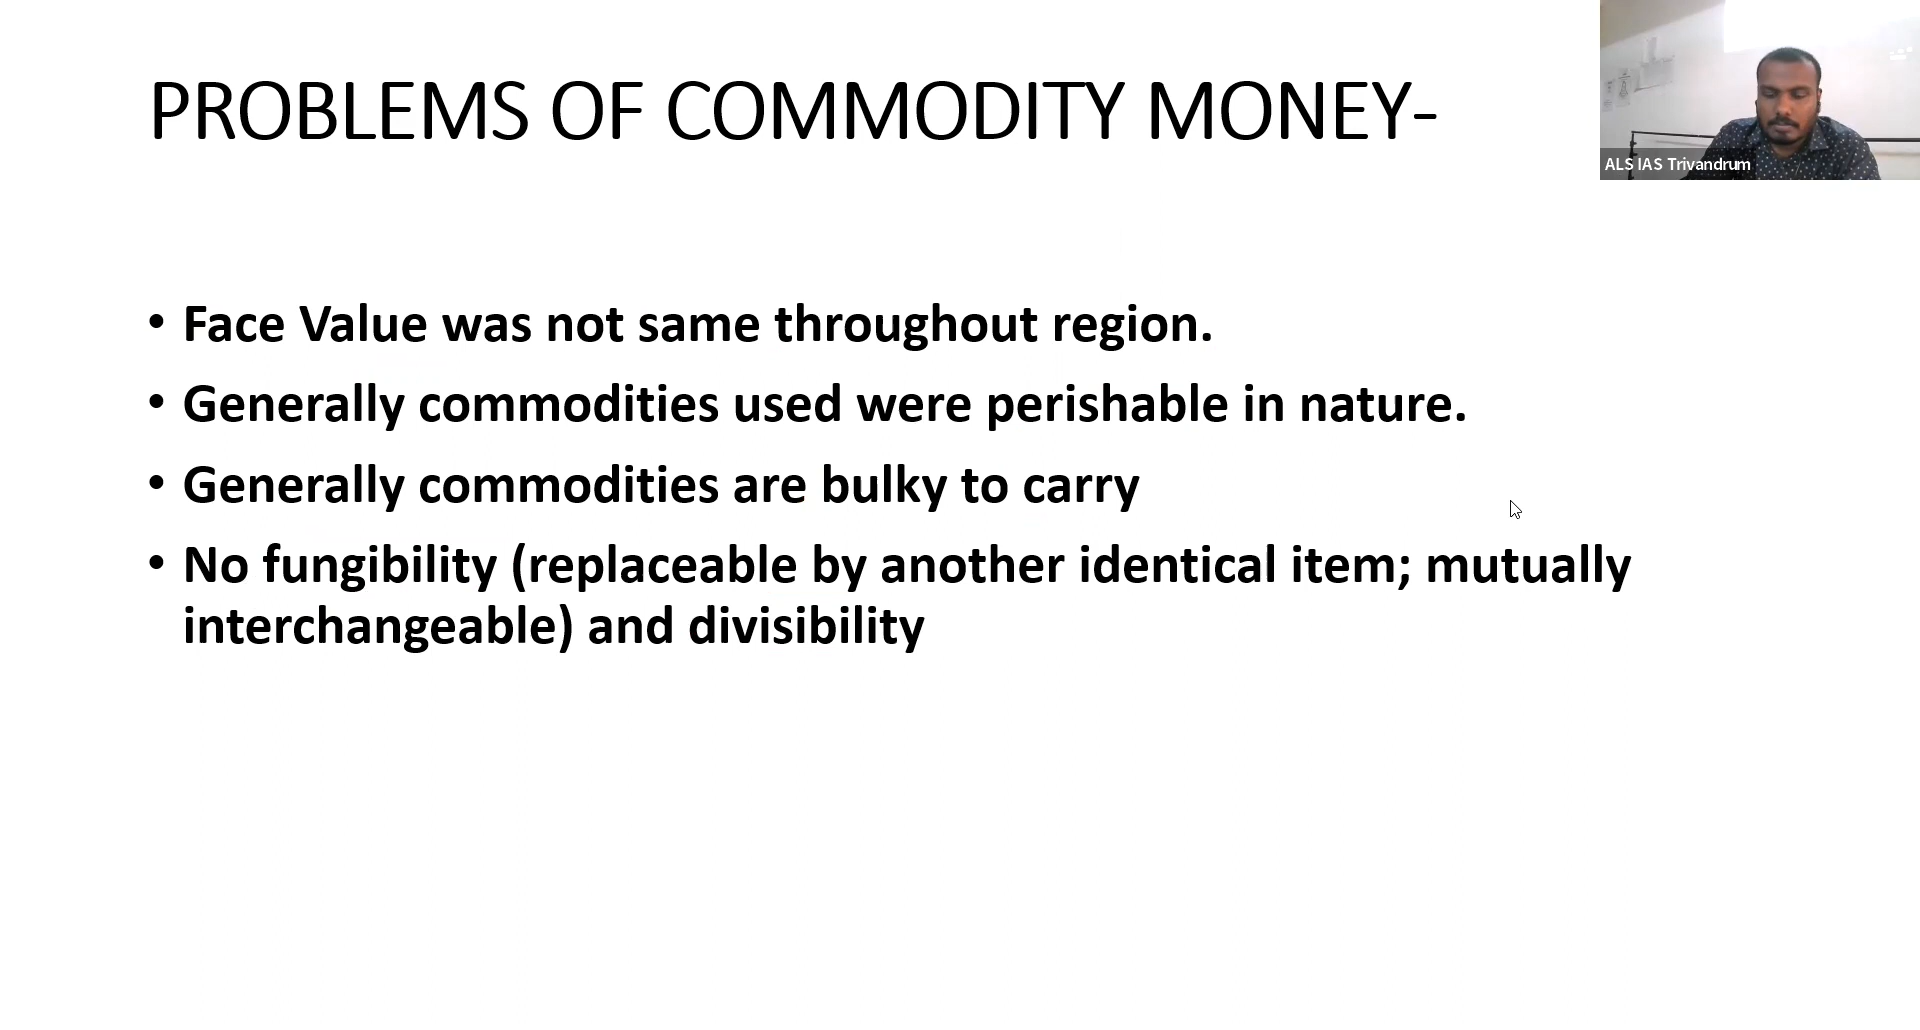 PROBLEMS OF COMMODITY MONEY-
ALS IAS Trivandrum
• Face Value was not same throughout region.
• Generally commodities used were perishable in nature.
• Generally commodities are bulky to carry
• No fungibility (replaceable by another identical item; mutually
interchangeable) and divisibility